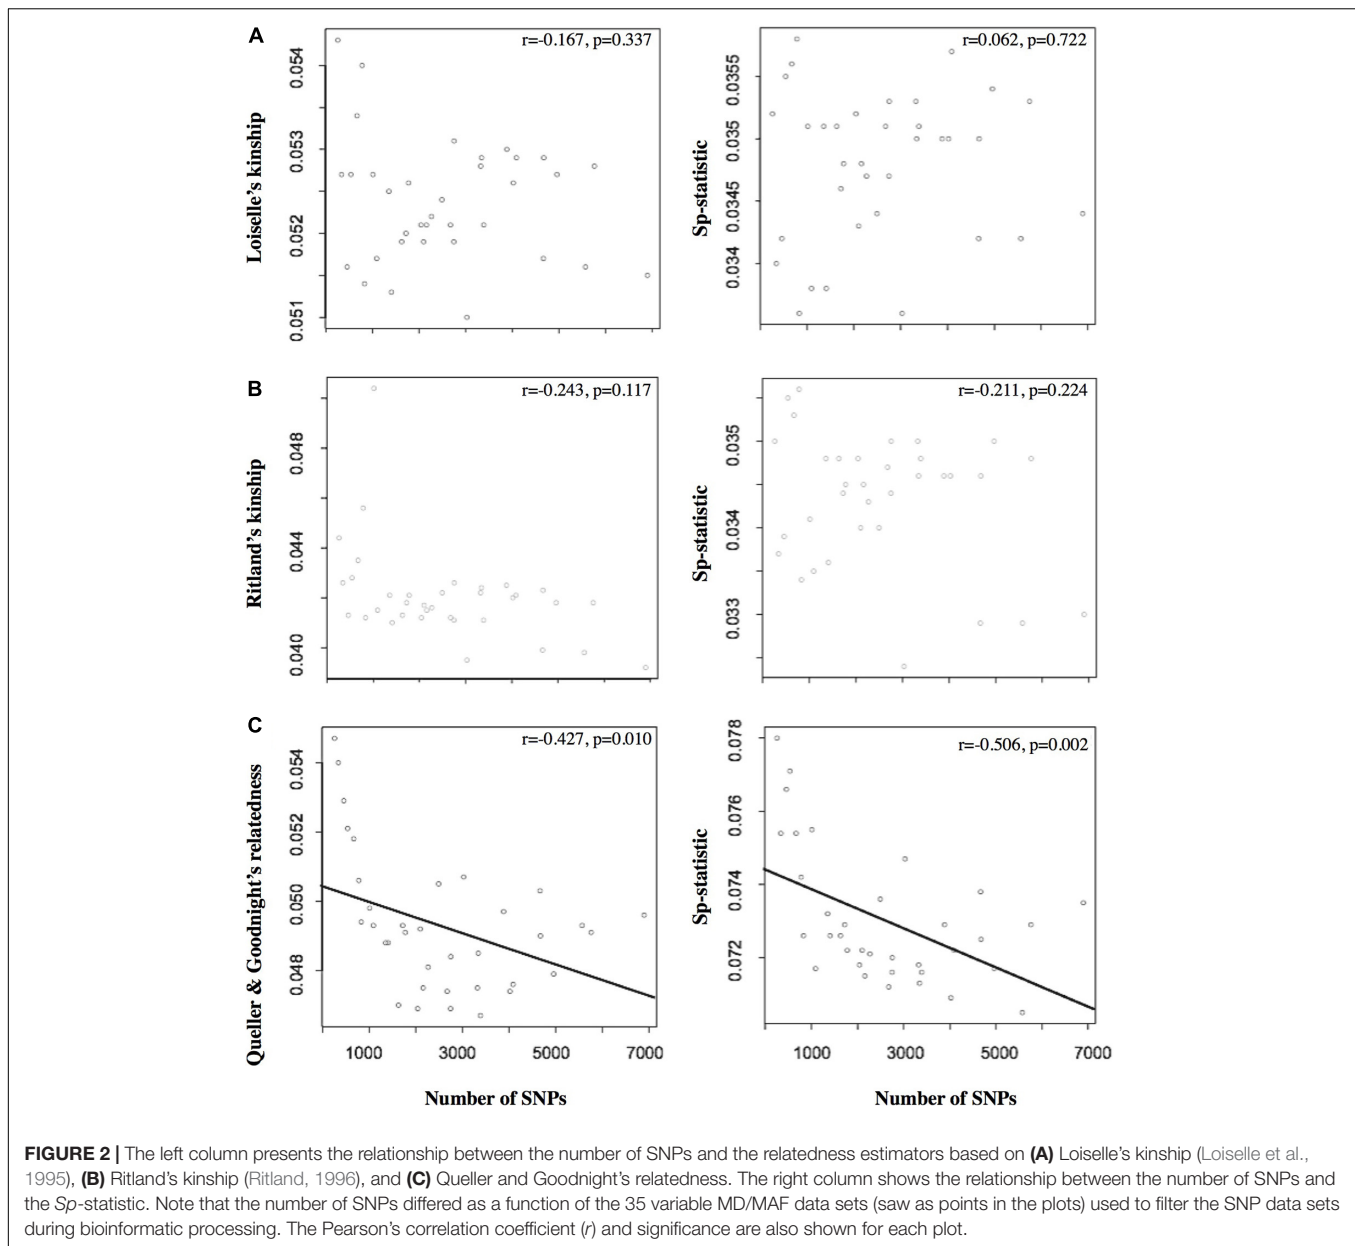 A
r=-0.167, p=0.337
0.054
0.053
0.052
0.051
Loiselle's kinship
r=0.062, p=0.722
0.0355
0.035
0.0345
0.034
Sp-statistic
B
r=-0.243, p=0.117
0.048
0.044
0.040
Ritland's kinship
r=-0.211, p=0.224
0.035
0.034
0.033
Sp-statistic
C
r=-0.427, p=0.010
0.054
0.052
0.050
0.048
Queller & Goodnight's relatedness
1000 3000 5000 7000
Number of SNPs
r=-0.506, p=0.002
0.078
0.076
0.074
0.072
Sp-statistic
1000 3000 5000 7000
Number of SNPs
FIGURE 2 | The left column presents the relationship between the number of SNPs and the relatedness estimators based on (A) Loiselle's kinship (Loiselle et al.,
1995), (B) Ritland's kinship (Ritland, 1996), and (C) Queller and Goodnight's relatedness. The right column shows the relationship between the number of SNPs and
the Sp-statistic. Note that the number of SNPs differed as a function of the 35 variable MD/MAF data sets (saw as points in the plots) used to filter the SNP data sets
during bioinformatic processing. The Pearson's correlation coefficient (r) and significance are also shown for each plot.